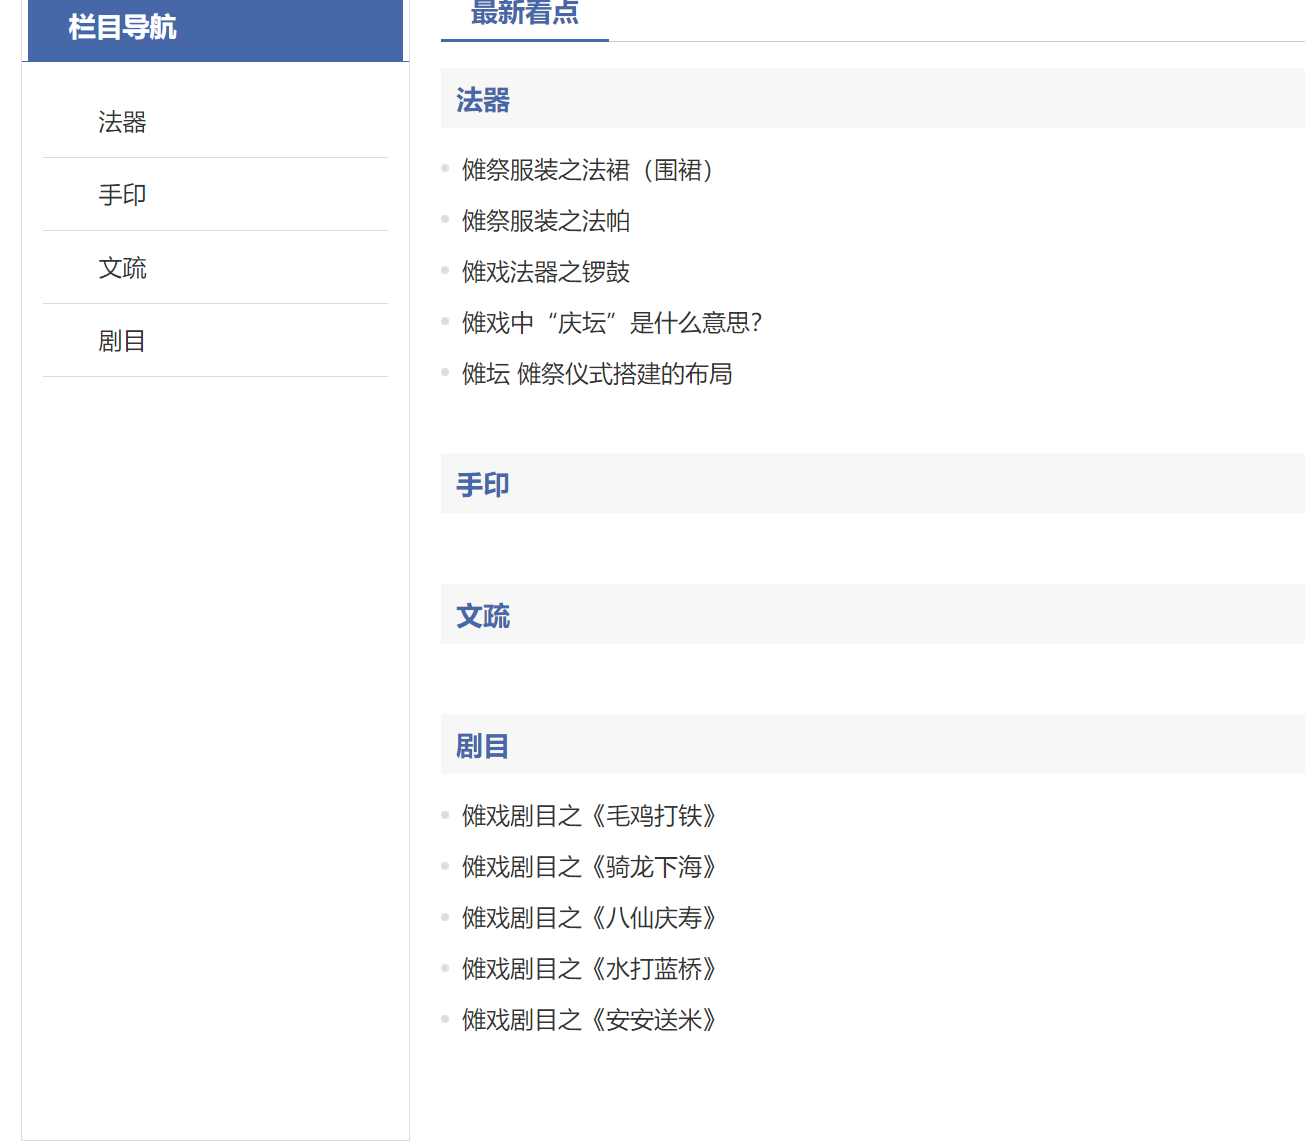 栏目导航
法器
手印
文疏
剧目
最新看点
法器
傩祭服装之法裙（围裙）
傩祭服装之法帕
傩戏法器之锣鼓
傩戏中“庆坛”是什么意思？
傩坛 傩祭仪式搭建的布局
手印
文疏
剧目
傩戏剧目之《毛鸡打铁》
傩戏剧目之《骑龙下海》
傩戏剧目之《八仙庆寿》
傩戏剧目之《水打蓝桥》
傩戏剧目之《安安送米》